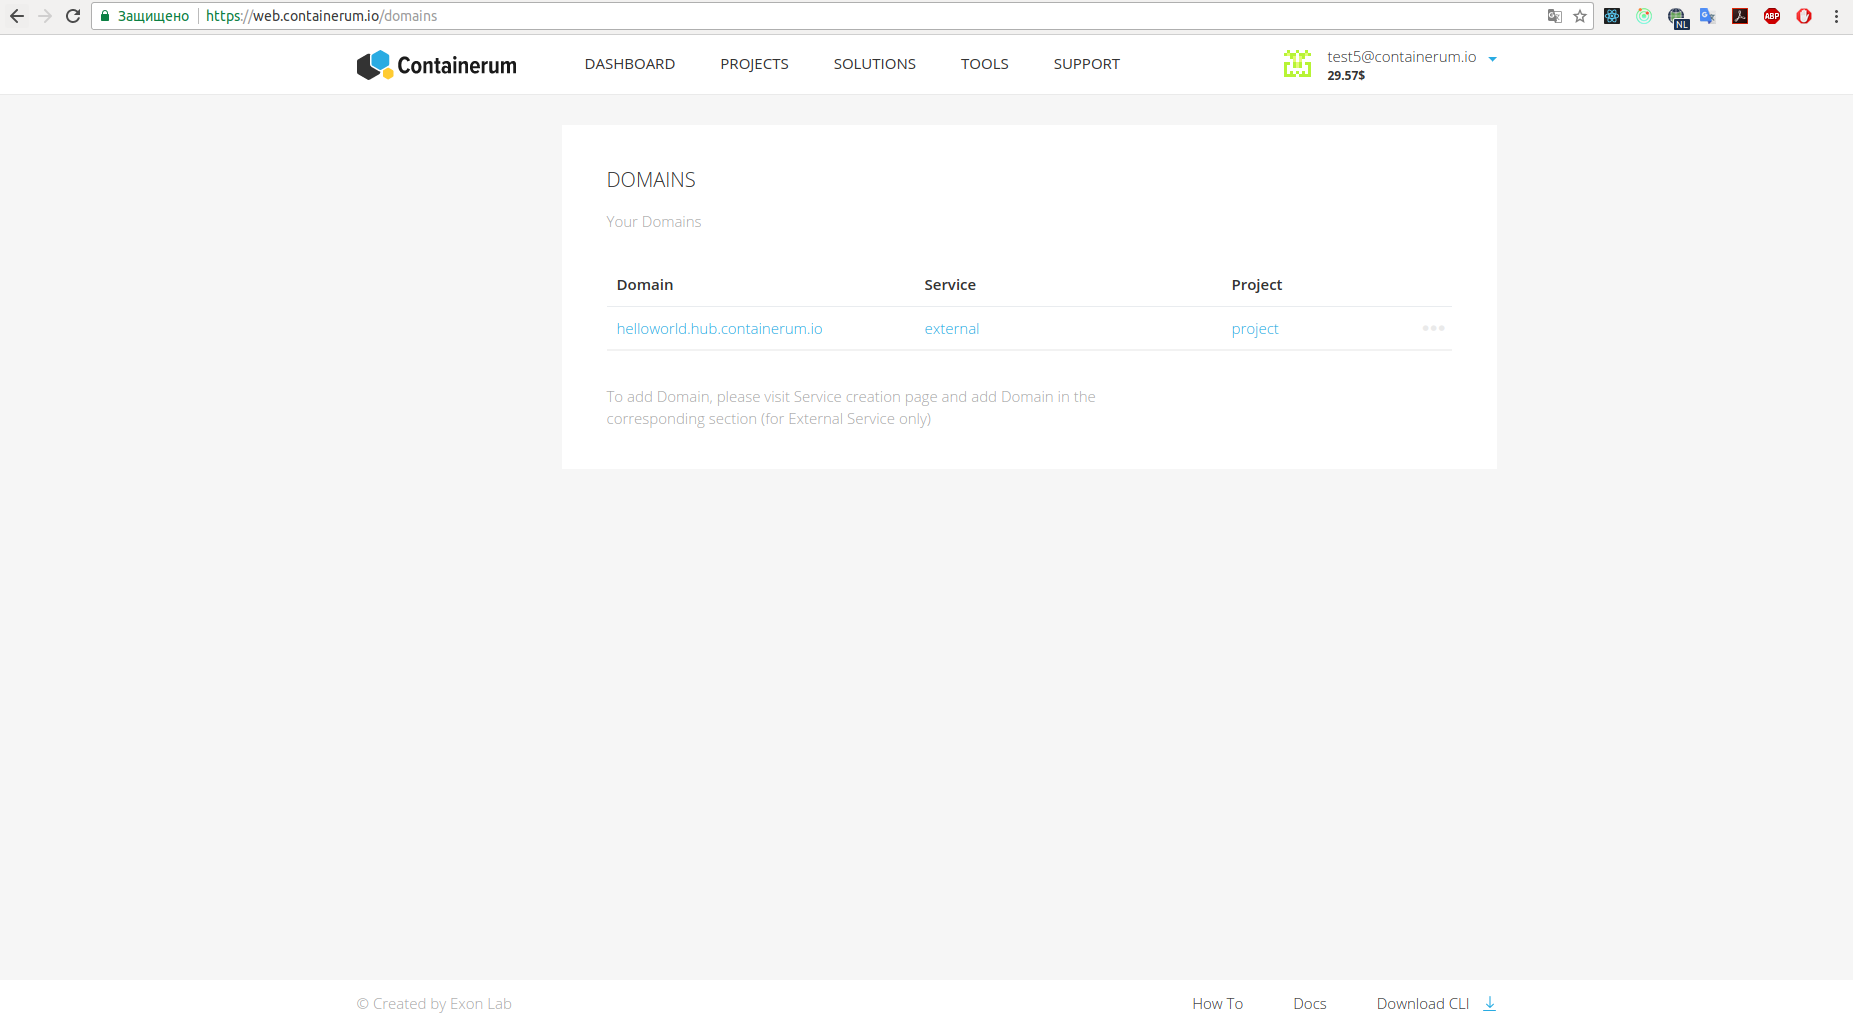 Защищено https://web.containerum.io/domains
NL
ABP
Containerum DASHBOARD PROJECTS SOLUTIONS TOOLS SUPPORT test5@containerum.io
29.57$
DOMAINS
Your Domains
Domain Service Project
helloworld.hub.containerum.io external project
To add Domain, please visit Service creation page and add Domain in the
corresponding section (for External Service only)
© Created by Exon Lab How To Docs Download CLI